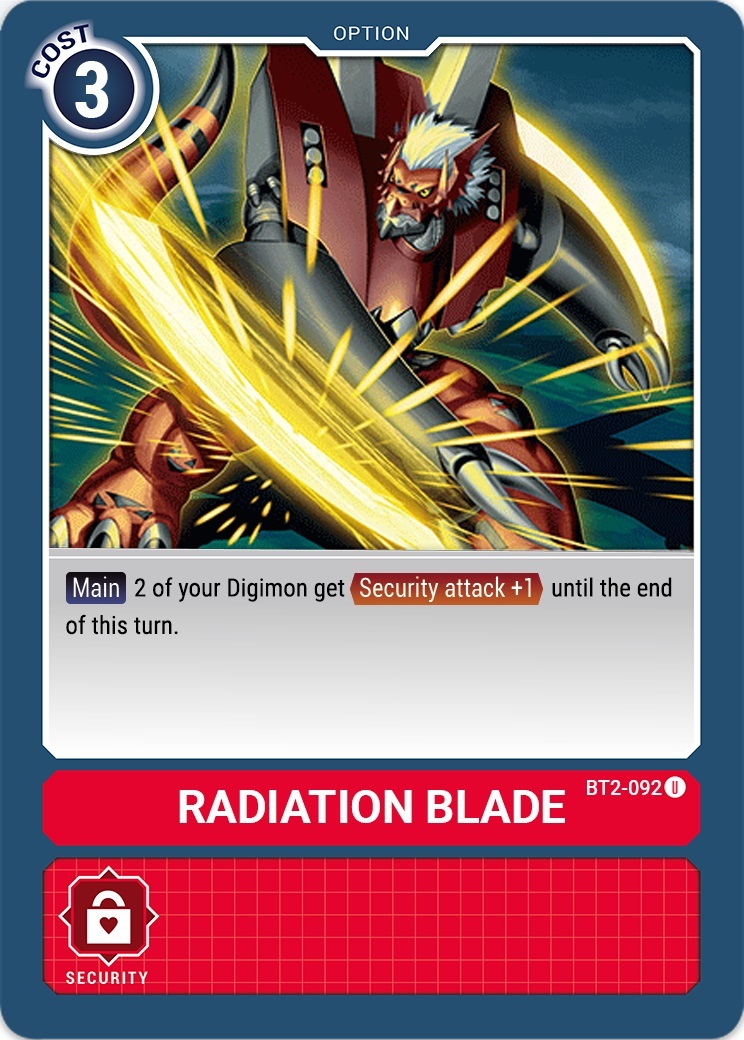 OPTION
COST
3
Main 2 of your Digimon get Security attack +1 until the end
of this turn.
BT2-092 U
RADIATION BLADE
SECURITY